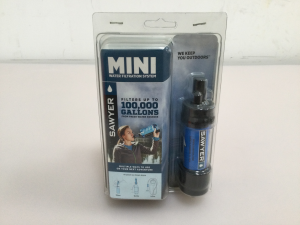 WE KEEP
YOU OUTDOORS
MINI
WATER FILTRATION SYSTEM
SAWYER
FILTERS UP TO
100,000
GALLONS
SAWYER